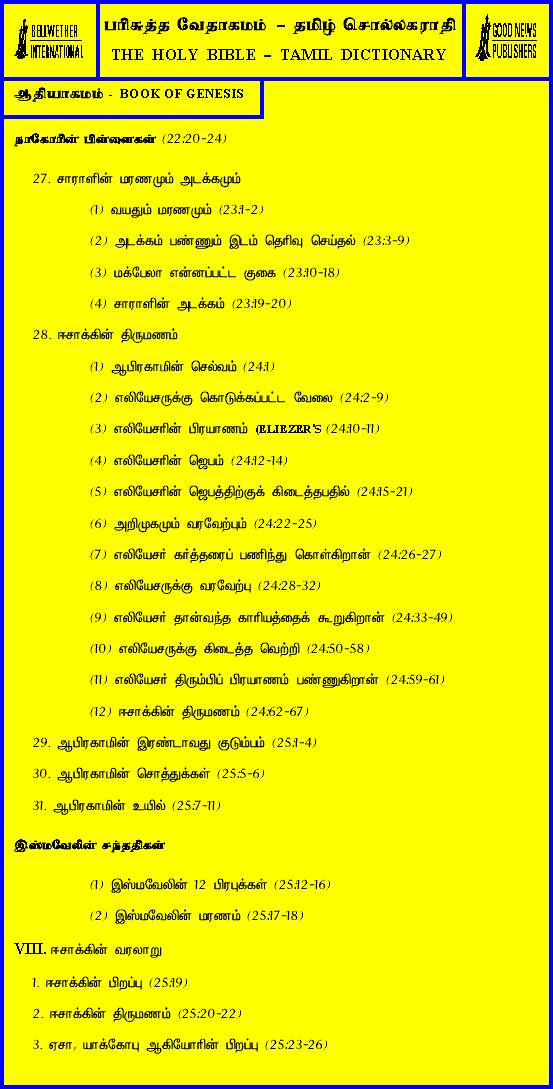 BELLWETHER
INTERNATIONAL
பரிசுத்த வேதாகமம் – தமிழ் சொல்லகராதி
THE HOLY BIBLE – TAMIL DICTIONARY
GOOD NEWS
PUBLISHERS
ஆதியாகமம் - BOOK OF GENESIS
நாகோரின் பிள்ளைகள் (22:20-24)
27. சாராளின் மரணமும் அடக்கமும்
(1) வயதும் மரணமும் (23:1-2)
(2) அடக்கம் பண்ணும் இடம் தெரிவு செய்தல் (23:3-9)
(3) மக்பேலா என்னப்பட்ட குகை (23:10-18)
(4) சாராளின் அடக்கம் (23:19-20)
28. ஈசாக்கின் திருமணம்
(1) ஆபிரகாமின் செல்வம் (24:1)
(2) எலியேசருக்கு கொடுக்கப்பட்ட வேலை (24:2-9)
(3) எலியேசரின் பிரயாணம் (ELIEZER'S (24:10-11)
(4) எலியேசரின் ஜெபம் (24:12-14)
(5) எலியேசரின் ஜெபத்திற்குக் கிடைத்தபதில் (24:15-21)
(6) அறிமுகமும் வரவேற்பும் (24:22-25)
(7) எலியேசர் கர்த்தரைப் பணிந்து கொள்கிறான் (24:26-27)
(8) எலியேசருக்கு வரவேற்பு (24:28-32)
(9) எலியேசர் தான்வந்த காரியத்தைக் கூறுகிறான் (24:33-49)
(10) எலியேசருக்கு கிடைத்த வெற்றி (24:50-58)
(11) எலியேசர் திரும்பிப் பிரயாணம் பண்ணுகிறான் (24:59-61)
(12) ஈசாக்கின் திருமணம் (24:62-67)
29. ஆபிரகாமின் இரண்டாவது குடும்பம் (25:1-4)
30. ஆபிரகாமின் சொத்துக்கள் (25:5-6)
31. ஆபிரகாமின் உயில் (25:7-11)
இஸ்மவேலின் சந்ததிகள்
(1) இஸ்மவேலின் 12 பிரபுக்கள் (25:12-16)
(2) இஸ்மவேலின் மரணம் (25:17-18)
VIII. ஈசாக்கின் வரலாறு
1. ஈசாக்கின் பிறப்பு (25:19)
2. ஈசாக்கின் திருமணம் (25:20-22)
3. ஏசா, யாக்கோபு ஆகியோரின் பிறப்பு (25:23-26)